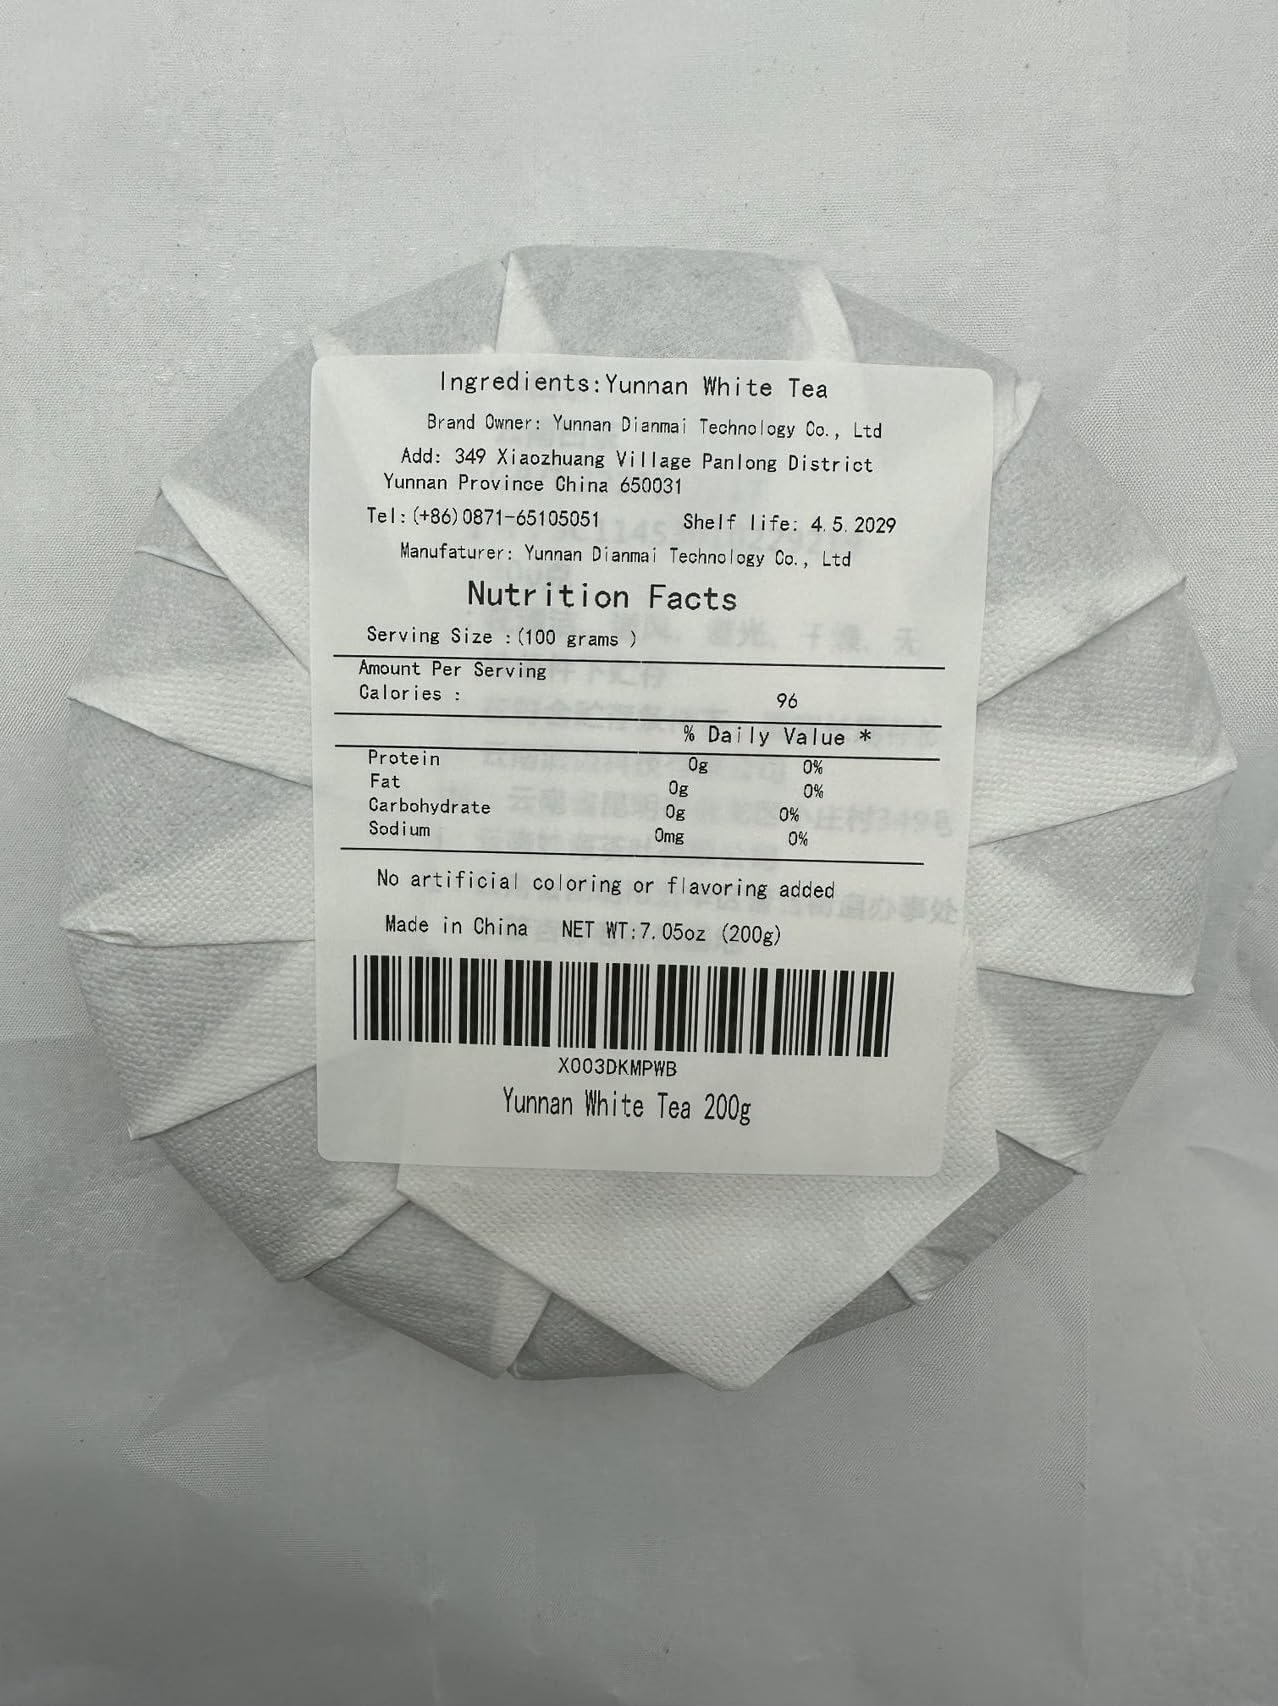 Ingredients:Yunnan White Tea
Brand Owner: Yunnan Dianmai Technology Co., Ltd
Add: 349 Xiaozhuang Village Panlong District
Yunnan Province China 650031
Tel:(+86)0871-65105051 Shelf life: 4.5.2029
Manufaturer: Yunnan Dianmai Technology Co., Ltd
Nutrition Facts
Serving Size :(100 grams )
Amount Per Serving
Calories : 96
% Daily Value *
Protein 0g 0%
Fat 0g 0%
Carbohydrate 0g 0%
Sodium 0mg 0%
No artificial coloring or flavoring added
Made in China NET WT:7.05oz (200g)
X003DKMPWB
Yunnan White Tea 200g